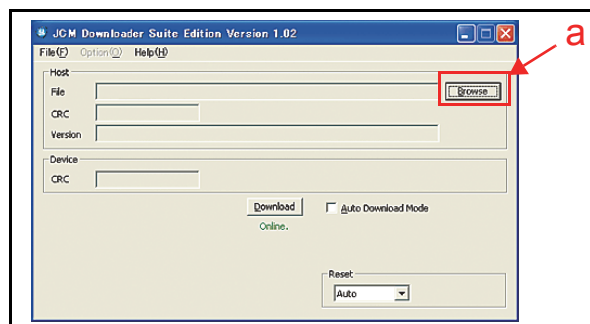 JCM Downloader Suite Edition Version 1.02
a
File(F) Option(O) Help(H)
Host
File
Browse
CRC
Version
Device
CRC
Download
Auto Download Mode
Online.
Reset
Auto